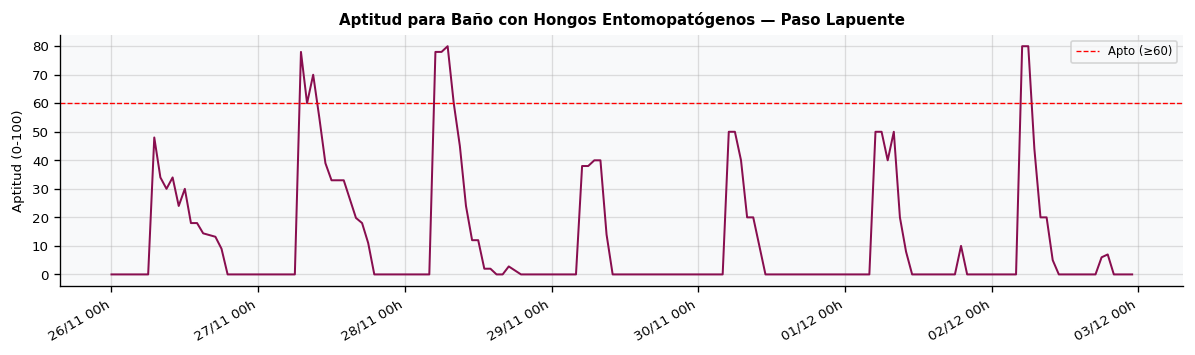 Aptitud para Baño con Hongos Entomopatógenos — Paso Lapuente
Apto (≥60)
Aptitud (0-100)
80
70
60
50
40
30
20
10
0
26/11 00h
27/11 00h
28/11 00h
29/11 00h
30/11 00h
01/12 00h
02/12 00h
03/12 00h